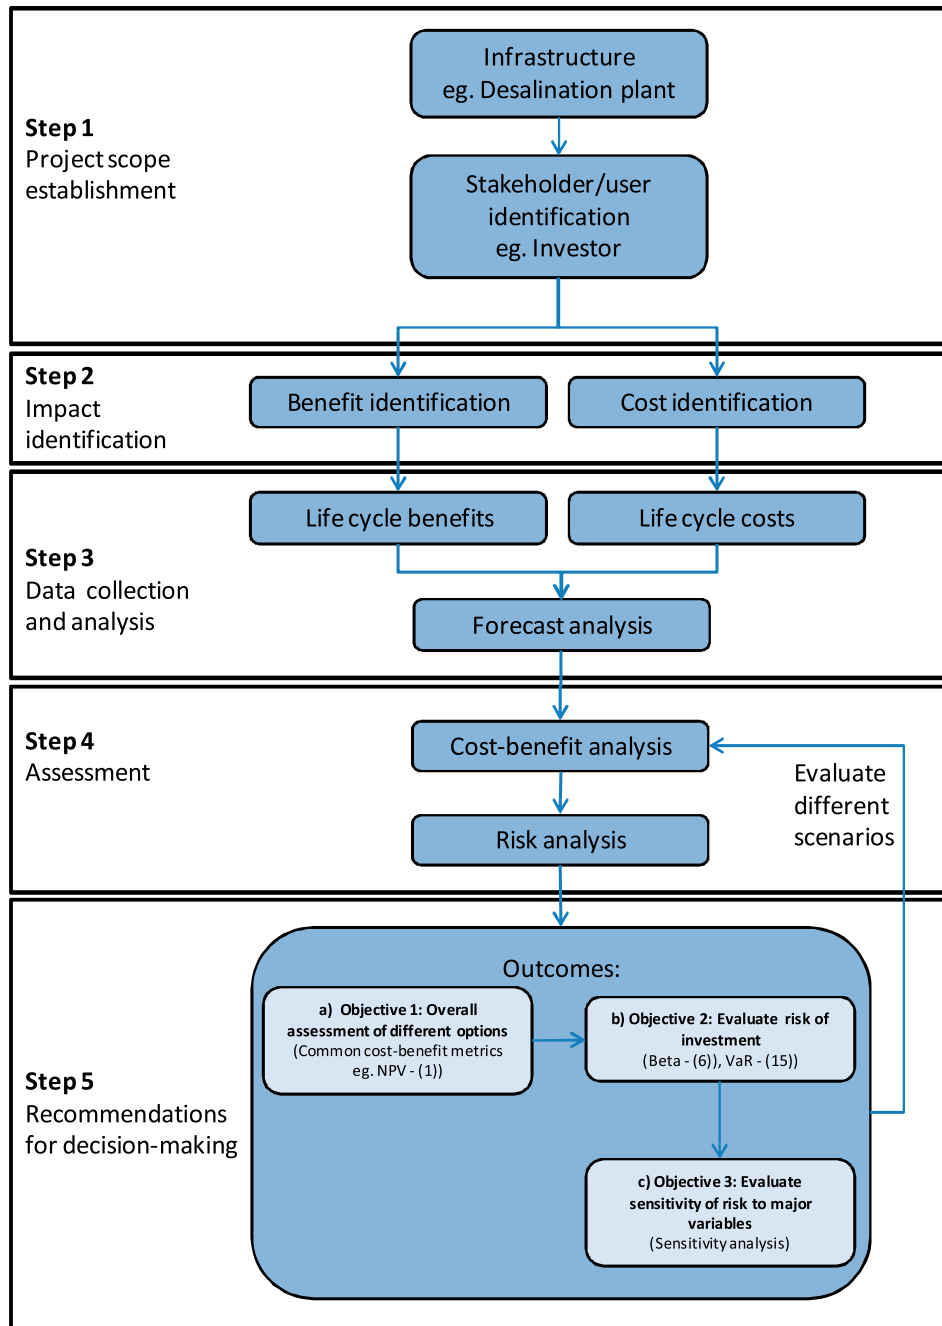 Infrastructure
eg. Desalination plant
Step 1
Project scope
establishment
Stakeholder/user
identification
eg. Investor
Step 2
Impact
identification
Benefit identification
Cost identification
Step 3
Data collection
and analysis
Life cycle benefits
Life cycle costs
Forecast analysis
Step 4
Assessment
Cost-benefit analysis
Risk analysis
Evaluate
different
scenarios
Step 5
Recommendations
for decision-making
Outcomes:
a) Objective 1: Overall
assessment of different options
(Common cost-benefit metrics
eg. NPV - (1))
b) Objective 2: Evaluate risk of
investment
(Beta - (6)), VaR - (15))
c) Objective 3: Evaluate
sensitivity of risk to major
variables
(Sensitivity analysis)